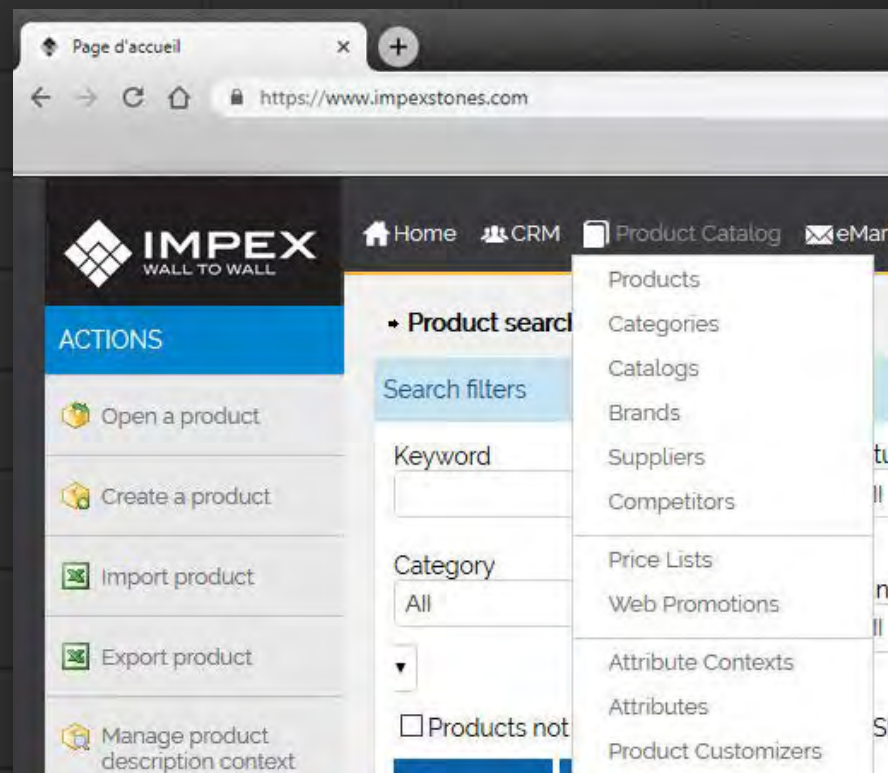 Page d'accueil
https://www.impexstones.com
IMPEX
WALL TO WALL
Home CRM Product Catalog eMar
ACTIONS
Open a product
Create a product
Import product
Export product
Manage product
description context
Product search
Search filters
Keyword
Category
All
Products not
Products
Categories
Catalogs
Brands
Suppliers
Competitors
Price Lists
Web Promotions
Attribute Contexts
Attributes
Product Customizers